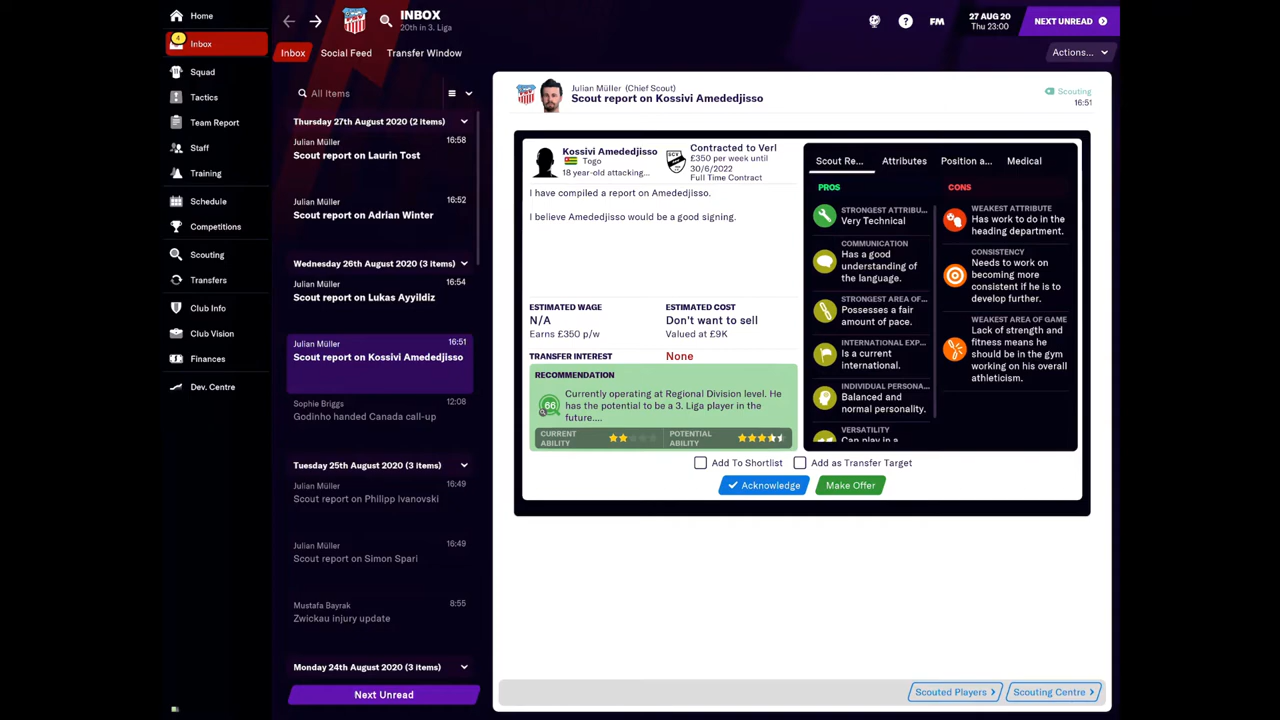 Home
INBOX
20th in 3. Liga
FM
27 AUG 20
Thu 23:00
NEXT UNREAD
4
Inbox
Squad
Tactics
Team Report
Staff
Training
Schedule
Competitions
Scouting
Transfers
Club Info
Club Vision
Finances
Dev. Centre
Inbox
Social Feed
Transfer Window
Actions...
All Items
Thursday 27th August 2020 (2 items)
Julian Müller
16:58
Scout report on Laurin Tost
Julian Müller
16:52
Scout report on Adrian Winter
Wednesday 26th August 2020 (3 items)
Julian Müller
16:54
Scout report on Lukas Ayyildiz
Julian Müller
16:51
Scout report on Kossivi Amededjisso
Sophie Briggs
12:08
Godinho handed Canada call-up
Tuesday 25th August 2020 (3 items)
Julian Müller
16:49
Scout report on Philipp Ivanovski
Julian Müller
16:49
Scout report on Simon Spari
Mustafa Bayrak
8:55
Zwickau injury update
Monday 24th August 2020 (3 items)
Next Unread
Julian Müller (Chief Scout)
Scout report on Kossivi Amededjisso
Scouting
16:51
Kossivi Amededjisso
Togo
18 year-old attacking...
Contracted to Verl
£350 per week until
30/6/2022
Full Time Contract
I have compiled a report on Amededjisso.
I believe Amededjisso would be a good signing.
ESTIMATED WAGE
N/A
Earns £350 p/w
ESTIMATED COST
Don't want to sell
Valued at £9K
TRANSFER INTEREST
None
RECOMMENDATION
66
Currently operating at Regional Division level. He
has the potential to be a 3. Liga player in the
future....
CURRENT
ABILITY
POTENTIAL
ABILITY
Scout Re...
Attributes
Position a...
Medical
PROS
STRONGEST ATTRIBU...
Very Technical
COMMUNICATION
Has a good
understanding of
the language.
STRONGEST AREA OF...
Possesses a fair
amount of pace.
INTERNATIONAL EXP...
Is a current
international.
INDIVIDUAL PERSONA...
Balanced and
normal personality.
VERSATILITY
Can play in a
CONS
WEAKEST ATTRIBUTE
Has work to do in the
heading department.
CONSISTENCY
Needs to work on
becoming more
consistent if he is to
develop further.
WEAKEST AREA OF GAME
Lack of strength and
fitness means he
should be in the gym
working on his overall
athleticism.
Add To Shortlist
Add as Transfer Target
Acknowledge
Make Offer
Scouted Players
Scouting Centre